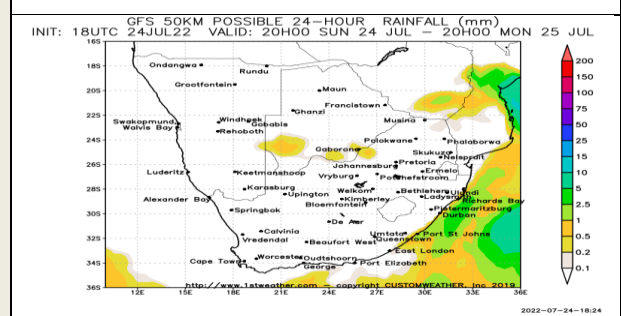 GFS 50KM POSSIBLE 24-HOUR RAINFALL (mm)
INIT: 18UTC 24JUL22 VALID: 20H00 SUN 24 JUL - 20H00 MON 25 JUL
16S
18S
20S
22S
24S
26S
28S
30S
32S
34S
36S
Ondangwa
Rundu
Grootfontein
Maun
Francistown
Ghanzi
Musina
Swakopmund
Walvis Bay
Windhoek
Gobabis
Rehoboth
Polokwane
Phalaborwa
Gaborone
Skukuza
Nelspruit
Johannesburg
Pretoria
Luderitz
Keetmanshoop
Vryburg
Potchefstroom
Ermelo
Karasburg
Upington
Welkom
Bethlehem
Ulundi
Alexander Bay
Kimberley
Ladysmith
Richards Bay
Springbok
Bloemfontein
Pietermaritzburg
Durban
De Aar
Calvinia
Vredendal
Umtata
Port St Johns
Queenstown
Beaufort West
East London
Cape Town
Worcester
Oudtshoorn
George
Port Elizabeth
http://www.1stweather.com - copyright CUSTOMWEATHER, Inc 2019
12E 15E 18E 21E 24E 27E 30E 33E 36E
200
150
100
75
50
25
15
10
5
2.5
1
0.5
0.2
0.1
2022-07-24-18:24